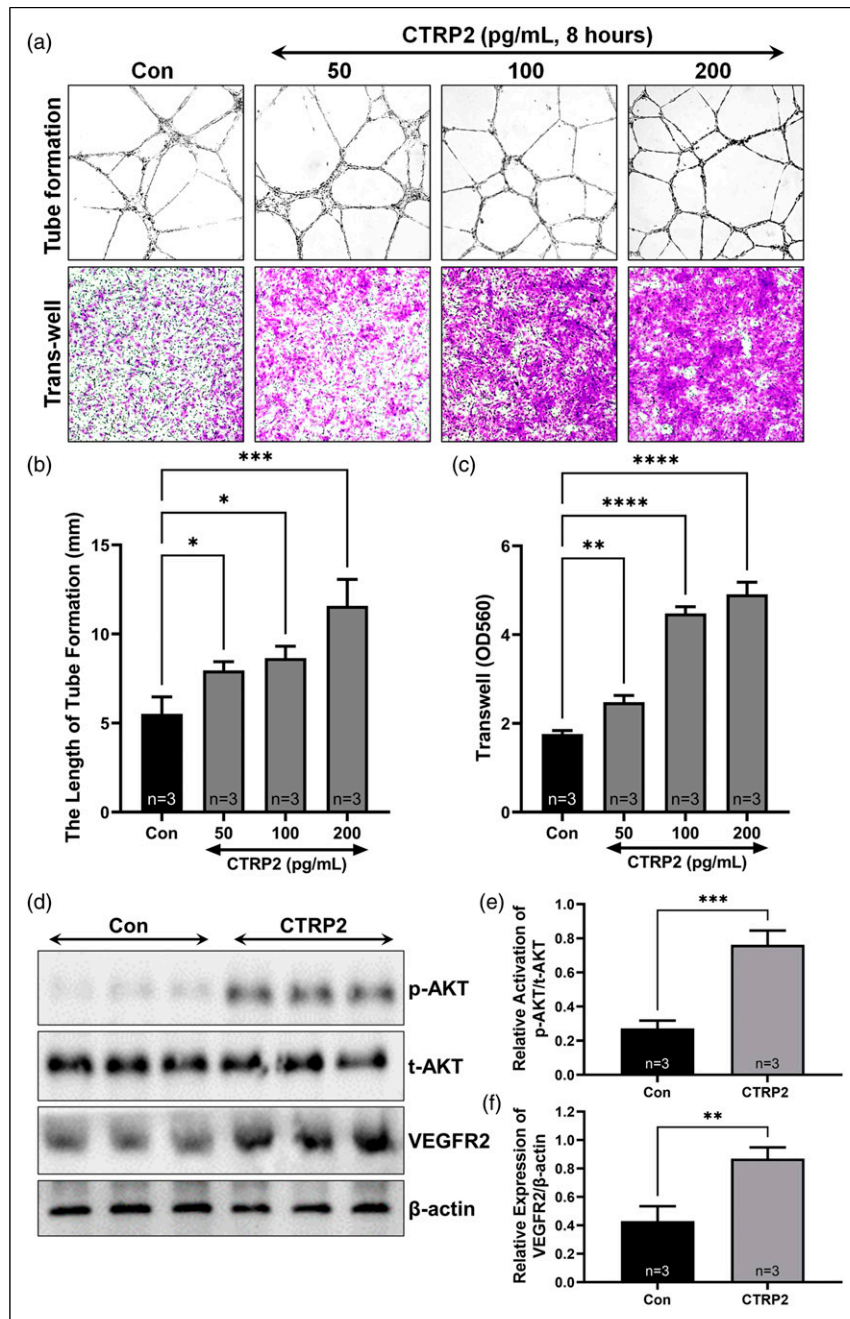 (a)
CTRP2 (pg/mL, 8 hours)
Con 50 100 200
Tube formation
Trans-well
(b)
***
*
*
The Length of Tube Formation (mm)
15
10
5
0
n=3 n=3 n=3 n=3
Con 50 100 200
CTRP2 (pg/mL)
(c)
****
****
**
Transwell (OD560)
6
4
2
0
n=3 n=3 n=3 n=3
Con 50 100 200
CTRP2 (pg/mL)
(d)
Con CTRP2
p-AKT
t-AKT
VEGFR2
β-actin
(e)
***
Relative Activation of
p-AKT/t-AKT
1.0
0.8
0.6
0.4
0.2
0.0
n=3 n=3
Con CTRP2
(f)
**
Relative Expression of
VEGFR2/β-actin
1.2
1.0
0.8
0.6
0.4
0.2
0.0
n=3 n=3
Con CTRP2